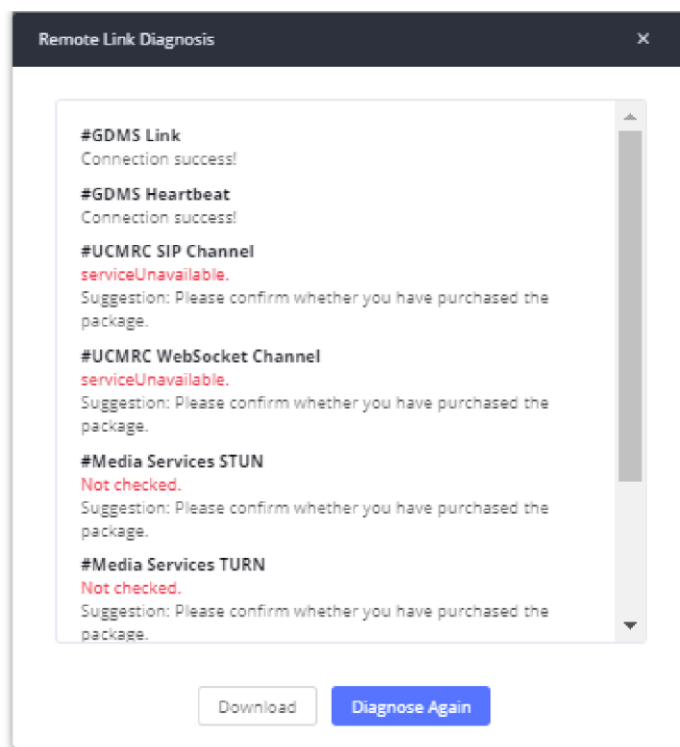 Remote Link Diagnosis
#GDMS Link
Connection success!
#GDMS Heartbeat
Connection success!
#UCMRC SIP Channel
serviceUnavailable.
Suggestion: Please confirm whether you have purchased the
package.
#UCMRC WebSocket Channel
serviceUnavailable.
Suggestion: Please confirm whether you have purchased the
package.
#Media Services STUN
Not checked.
Suggestion: Please confirm whether you have purchased the
package.
#Media Services TURN
Not checked.
Suggestion: Please confirm whether you have purchased the
package.
Download
Diagnose Again